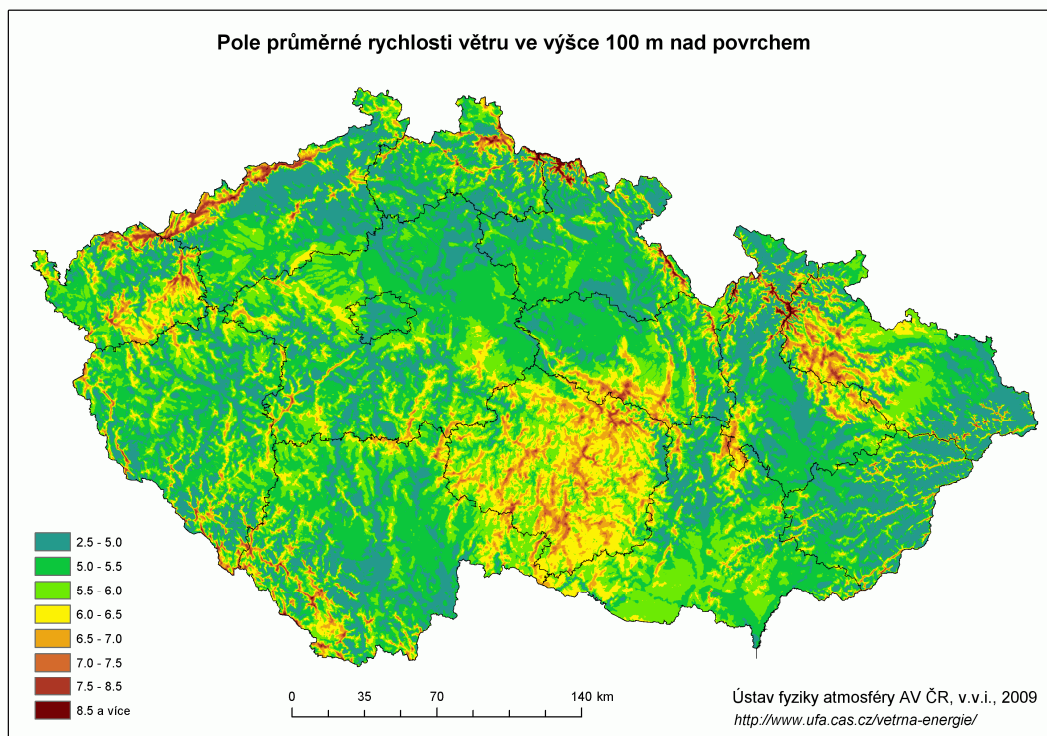 Pole průměrné rychlosti větru ve výšce 100 m nad povrchem
2.5 - 5.0
5.0 - 5.5
5.5 - 6.0
6.0 - 6.5
6.5 - 7.0
7.0 - 7.5
7.5 - 8.5
8.5 a více
0 35 70 140 km
Ústav fyziky atmosféry AV ČR, v.v.i., 2009
http://www.ufa.cas.cz/vetrna-energie/